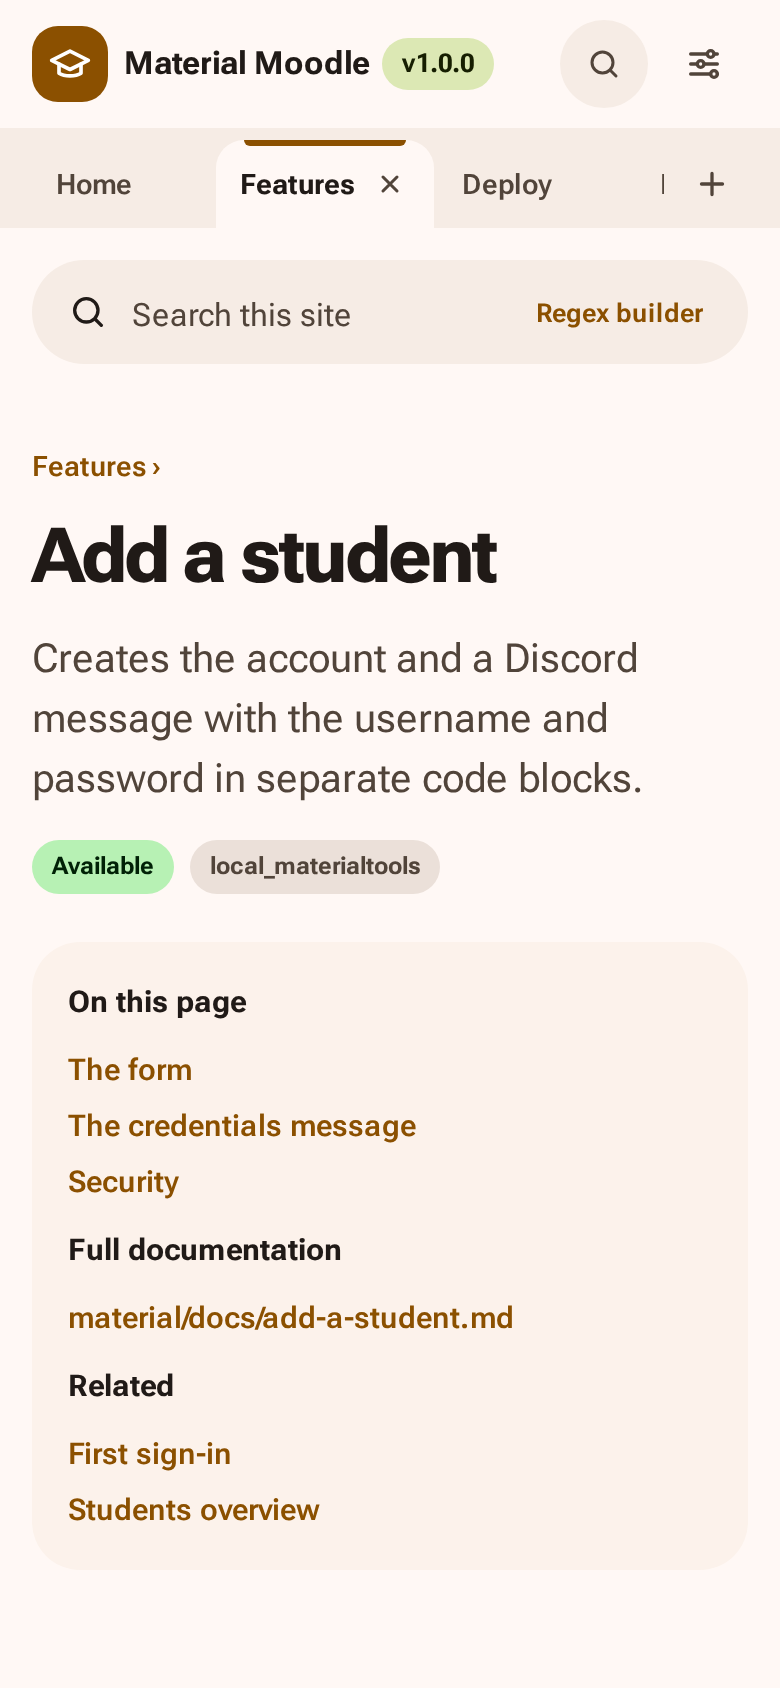 Material Moodle v1.0.0
Home Features Deploy
Search this site Regex builder
Features ›
Add a student
Creates the account and a Discord
message with the username and
password in separate code blocks.
Available local_materialtools
On this page
The form
The credentials message
Security
Full documentation
material/docs/add-a-student.md
Related
First sign-in
Students overview